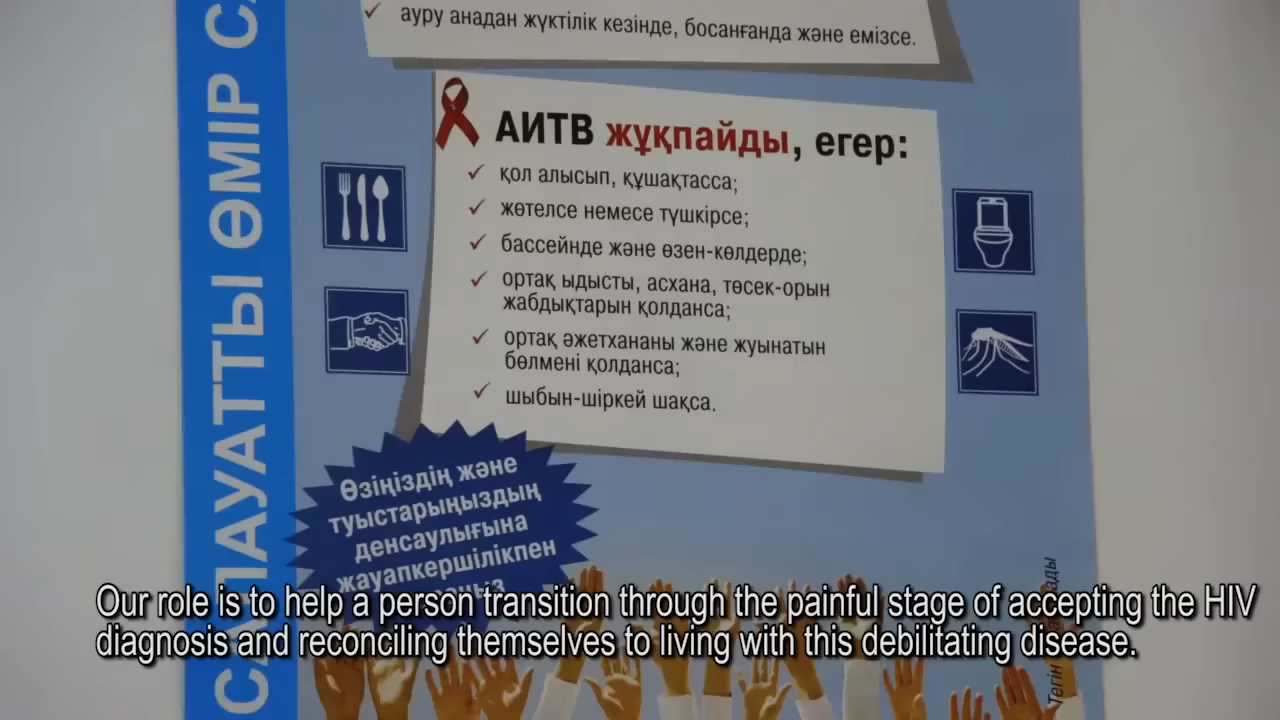 ауру анадан жүктілік кезінде, босанғанда және емізсе.
АИТВ жұқпайды, егер:
қол алысып, құшақтасса;
жөтелсе немесе түшкірсе;
бассейнде және өзен-көлдерде;
ортақ ыдысты, асхана, төсек-орын
жабдықтарын қолданса;
ортақ әжетхананы және жуынатын
бөлмені қолданса;
шыбын-шіркей шақса.
Өзіңіздің және
туыстарыңыздың
денсаулығына
жауапкершілікпен
САЛАУАТТ�ы ӨМІР
Тегін
Our role is to help a person transition through the painful stage of accepting the HIV
diagnosis and reconciling themselves to living with this debilitating disease.